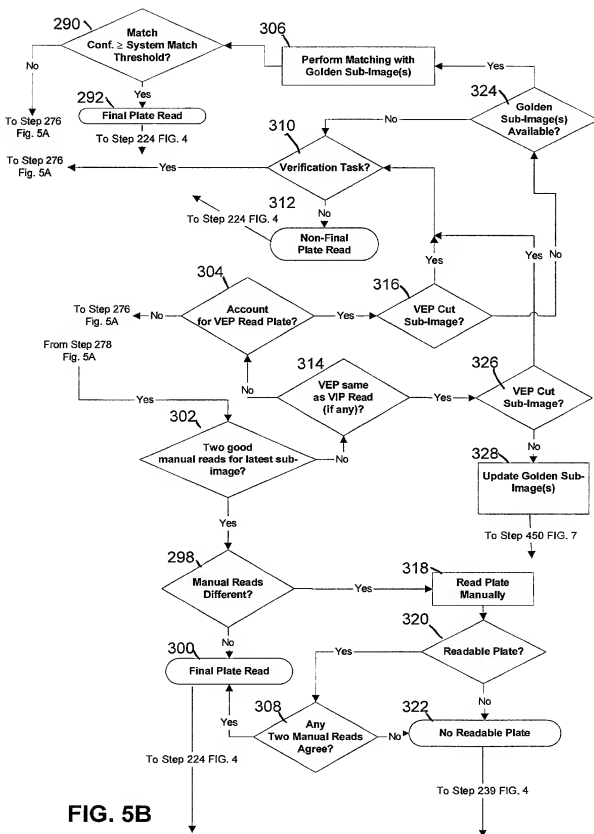 290
Match
Conf. ≥ System Match
Threshold?
No
Yes
To Step 276
Fig. 5A
292
Final Plate Read
To Step 224 FIG. 4
306
Perform Matching with
Golden Sub-Image(s)
Yes
324
Golden
Sub-Image(s)
Available?
No
310
Verification Task?
Yes
To Step 276
Fig. 5A
No
312
To Step 224 FIG. 4
Non-Final
Plate Read
Yes
Yes
No
304
Account
for VEP Read Plate?
No
To Step 276
Fig. 5A
Yes
316
VEP Cut
Sub-Image?
From Step 278
Fig. 5A
Yes
314
VEP same
as VIP Read
(if any)?
No
Yes
326
VEP Cut
Sub-Image?
No
302
Two good
manual reads for latest sub-
image?
No
Yes
328
Update Golden Sub-
Image(s)
To Step 450 FIG. 7
298
Manual Reads
Different?
Yes
No
318
Read Plate
Manually
320
Readable Plate?
Yes
No
300
Final Plate Read
Yes
308
Any
Two Manual Reads
Agree?
No
322
No Readable Plate
To Step 224 FIG. 4
To Step 239 FIG. 4
FIG. 5B